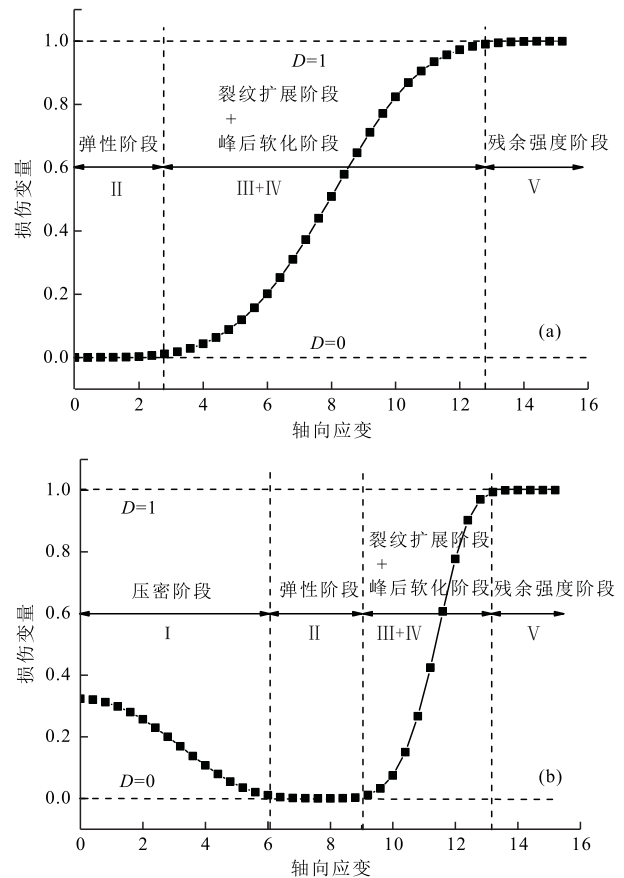 1.0
D=1
裂纹扩展阶段
0.8
+
弹性阶段
峰后软化阶段
残余强度阶段
0.6
II
III+IV
V
损伤变量
0.4
0.2
D=0
(a)
0.0
0 2 4 6 8 10 12 14 16
轴向应变
1.0
D=1
裂纹扩展阶段
0.8
+
压密阶段
弹性阶段
峰后软化阶段
残余强度阶段
0.6
I
II
III+IV
V
损伤变量
0.4
0.2
D=0
(b)
0.0
0 2 4 6 8 10 12 14 16
轴向应变